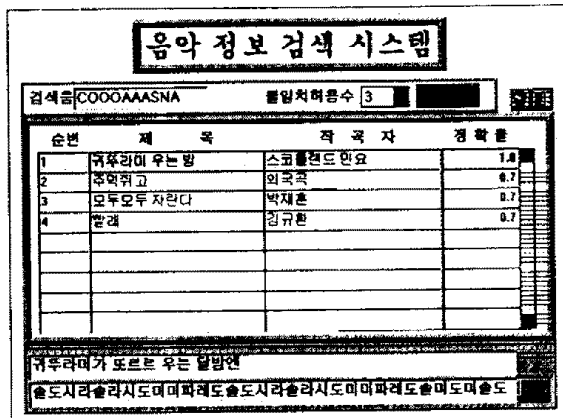 음악 정보 검색 시스템
검색음 COOOAAASNA 불일치허용수 3
순번 제 목 작 곡 자 정 확 률
1 귀뚜라미 우는 밤 스코틀랜드 민요 1.0
2 주먹쥐고 외국곡 0.7
3 모두모두 자란다 박재훈 0.7
4 빨래 김규환 0.7
귀뚜라미가 또르르 우는 달밤엔
솔도시라솔라시도미미파레도솔도시라솔라시도미미파레도솔미도미솔도